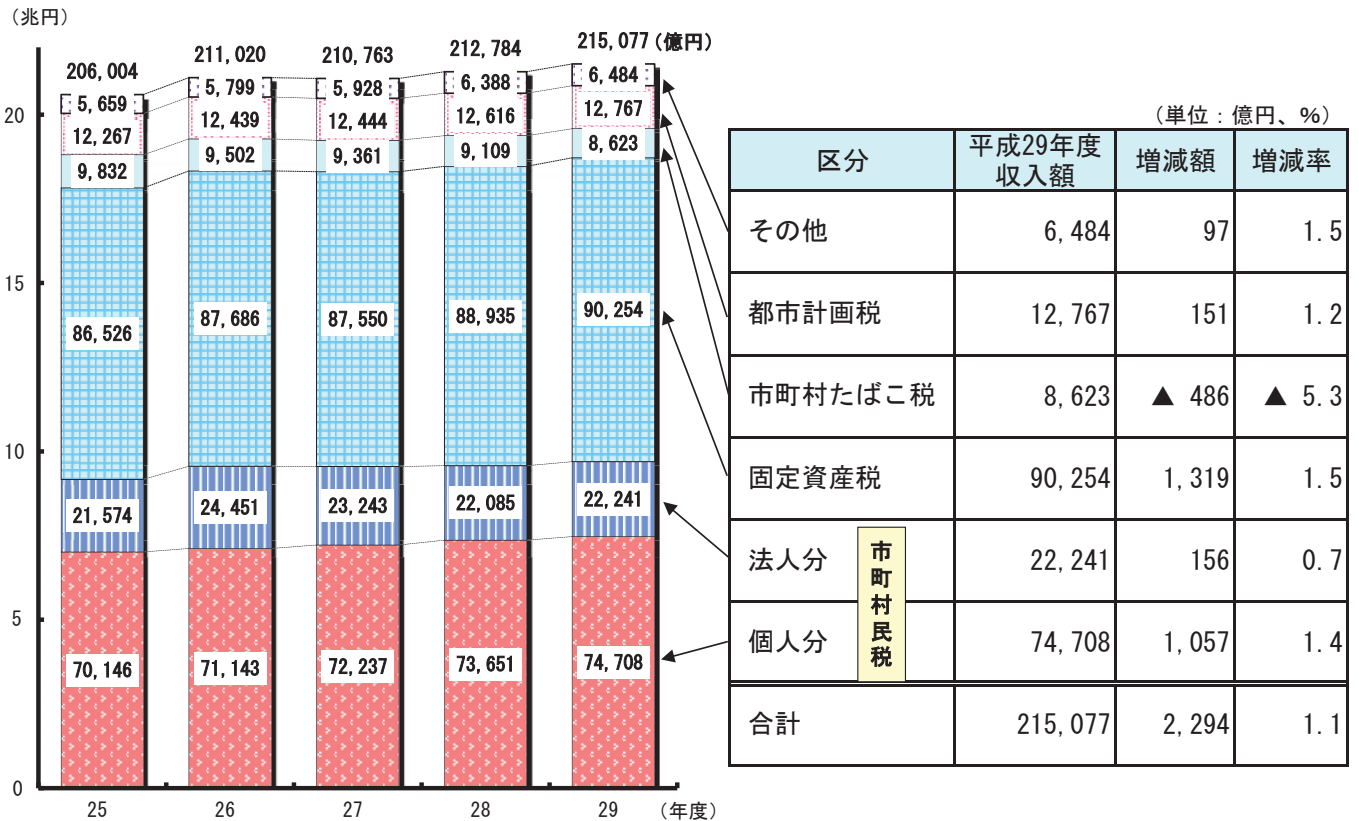 （兆円）
206,004
211,020
210,763
212,784
215,077（億円）
5,659
5,799
5,928
6,388
6,484
12,267
12,439
12,444
12,616
12,767
9,832
9,502
9,361
9,109
8,623
86,526
87,686
87,550
88,935
90,254
21,574
24,451
23,243
22,085
22,241
70,146
71,143
72,237
73,651
74,708
20
15
10
5
0
25 26 27 28 29 （年度）
（単位：億円、%）
区分 平成29年度 増減額 増減率
収入額
その他 6,484 97 1.5
都市計画税 12,767 151 1.2
市町村たばこ税 8,623 ▲ 486 ▲ 5.3
固定資産税 90,254 1,319 1.5
市町村民税
法人分 22,241 156 0.7
個人分 74,708 1,057 1.4
合計 215,077 2,294 1.1